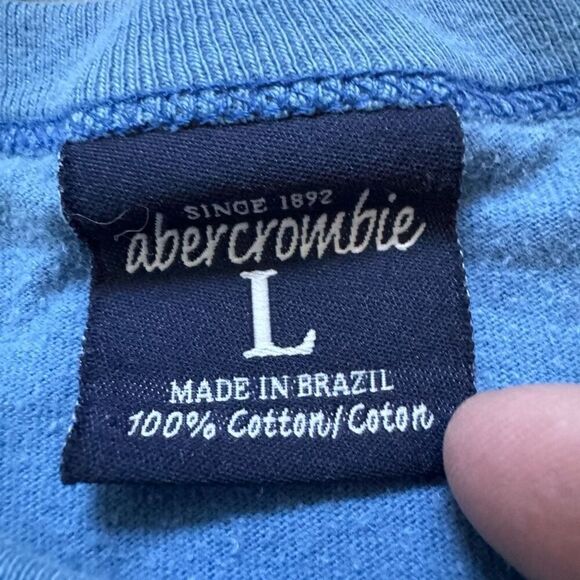 SINCE 1892
abercrombie
L
MADE IN BRAZIL
100% Cotton/Coton